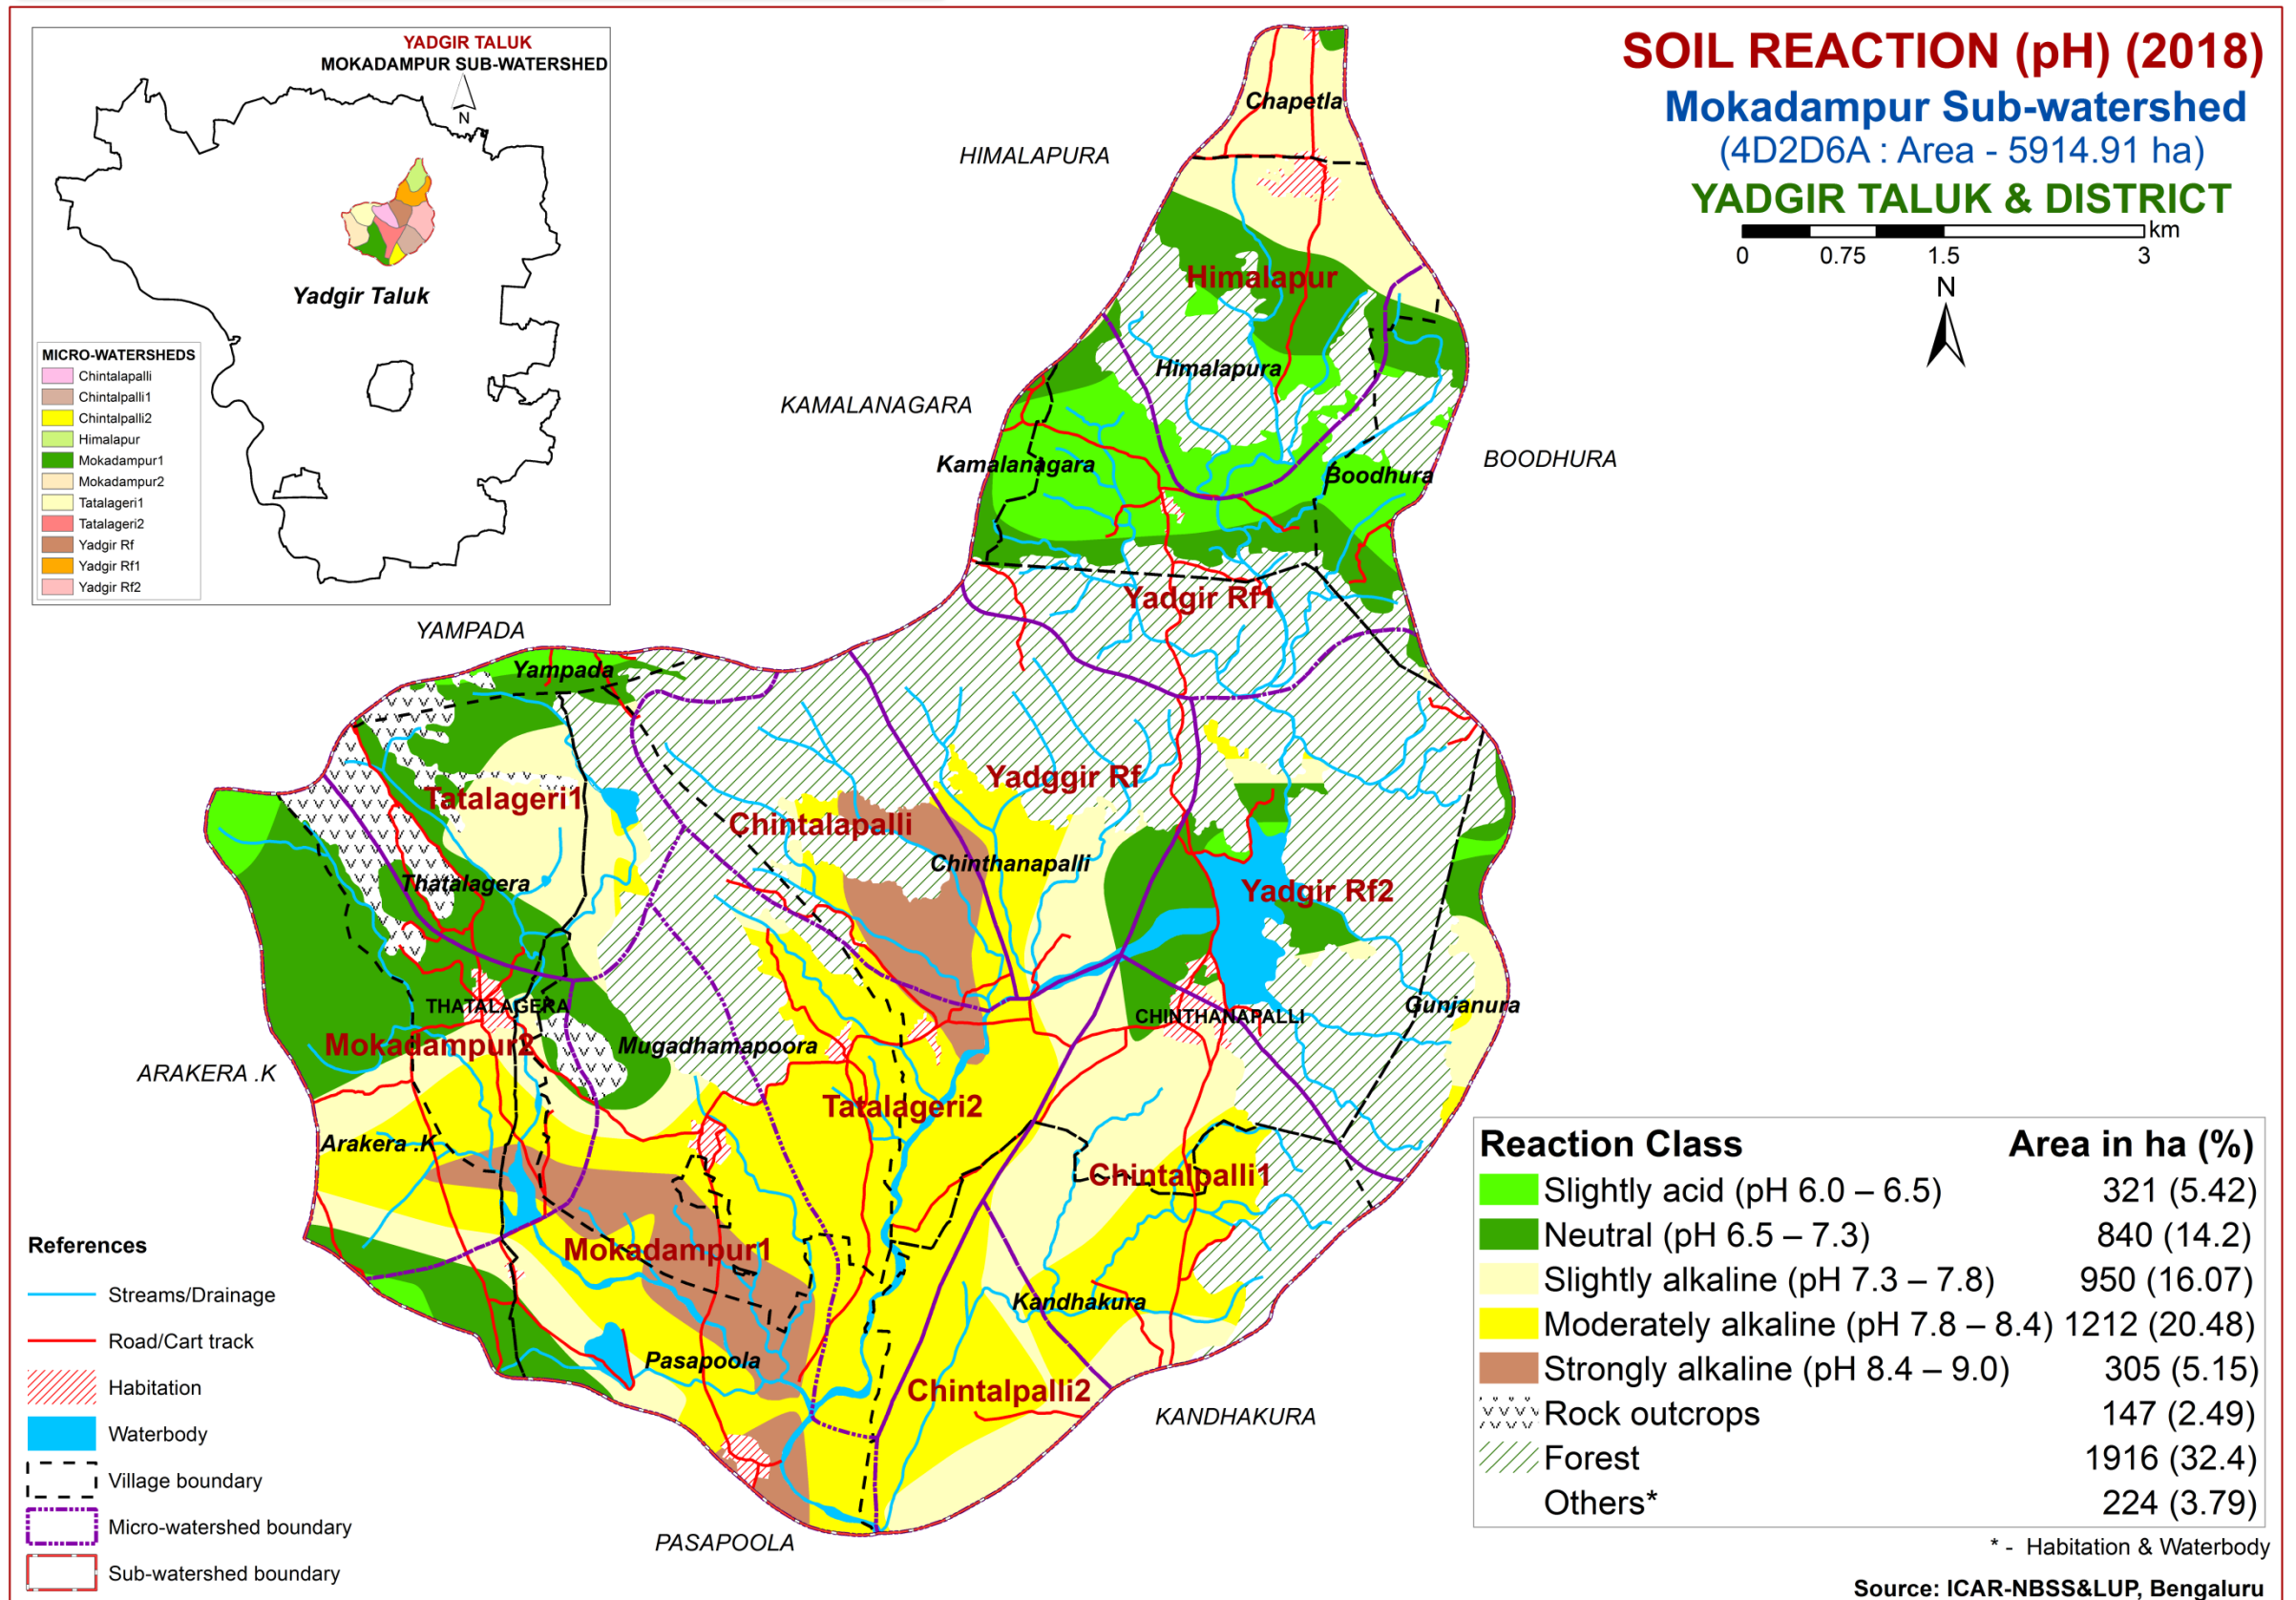 YADGIR TALUK
MOKADAMPUR SUB-WATERSHED
N
Yadgir Taluk
MICRO-WATERSHEDS
Chintalapalli
Chintalpalli1
Chintalpalli2
Himalapur
Mokadampur1
Mokadampur2
Tatalageri1
Tatalageri2
Yadgir Rf
Yadgir Rf1
Yadgir Rf2
SOIL REACTION (pH) (2018)
Mokadampur Sub-watershed
(4D2D6A : Area - 5914.91 ha)
YADGIR TALUK & DISTRICT
km
0 0.75 1.5 3
N
Chapetla
HIMALAPURA
Himalapur
Himalapura
KAMALANAGARA
Kamalanagara
Boodhura
BOODHURA
Yadgir Rf1
YAMPADA
Yampada
Yadggir Rf
Tatalageri1
Chintalapalli
Chinthanapalli
Thatalagera
Yadgir Rf2
THATALAGERA
CHINTHANAPALLI
Gunjanura
Mokadampur2
Mugadhamapoora
ARAKERA .K
Tatalageri2
Arakera .K
Chintalpalli1
Mokadampur1
Kandhakura
Pasapoola
Chintalpalli2
KANDHAKURA
PASAPOOLA
References
Streams/Drainage
Road/Cart track
Habitation
Waterbody
Village boundary
Micro-watershed boundary
Sub-watershed boundary
Reaction Class Area in ha (%)
Slightly acid (pH 6.0 – 6.5) 321 (5.42)
Neutral (pH 6.5 – 7.3) 840 (14.2)
Slightly alkaline (pH 7.3 – 7.8) 950 (16.07)
Moderately alkaline (pH 7.8 – 8.4) 1212 (20.48)
Strongly alkaline (pH 8.4 – 9.0) 305 (5.15)
Rock outcrops 147 (2.49)
Forest 1916 (32.4)
Others* 224 (3.79)
* - Habitation & Waterbody
Source: ICAR-NBSS&LUP, Bengaluru